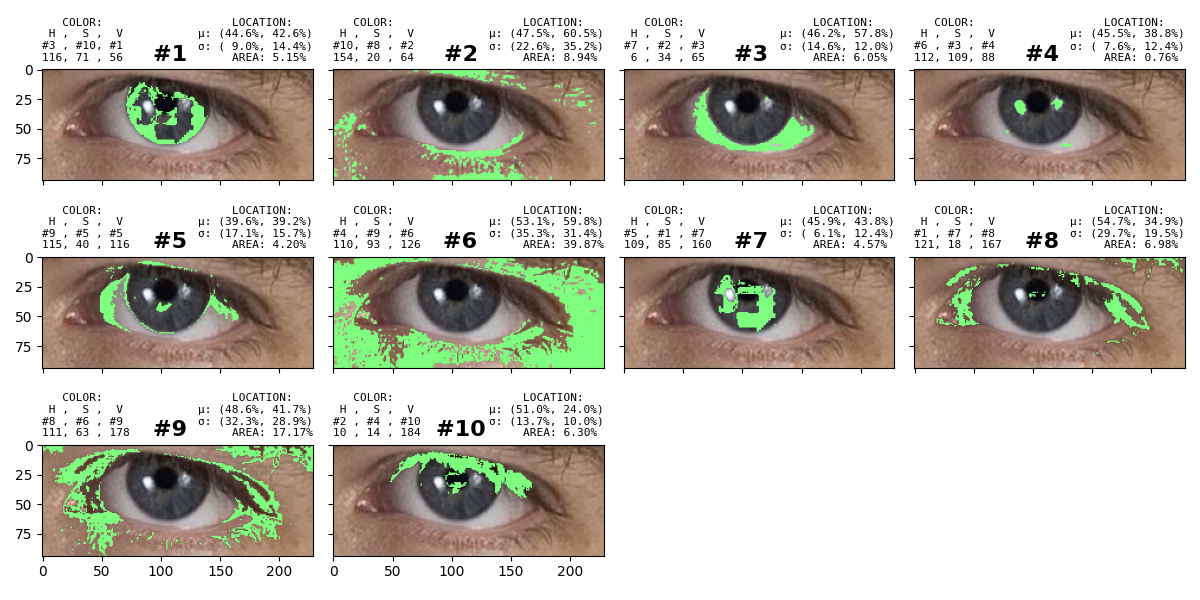 COLOR: LOCATION:
H , S , V μ: (44.6%, 42.6%)
#3 , #10, #1 #1 σ: ( 9.0%, 14.4%)
116, 71 , 56 AREA: 5.15%
COLOR: LOCATION:
H , S , V μ: (47.5%, 60.5%)
#10, #8 , #2 #2 σ: (22.6%, 35.2%)
154, 20 , 64 AREA: 8.94%
COLOR: LOCATION:
H , S , V μ: (46.2%, 57.8%)
#7 , #2 , #3 #3 σ: (14.6%, 12.0%)
6 , 34 , 65 AREA: 6.05%
COLOR: LOCATION:
H , S , V μ: (45.5%, 38.8%)
#6 , #3 , #4 #4 σ: ( 7.6%, 12.4%)
112, 109, 88 AREA: 0.76%
0
25
50
75
COLOR: LOCATION:
H , S , V μ: (39.6%, 39.2%)
#9 , #5 , #5 #5 σ: (17.1%, 15.7%)
115, 40 , 116 AREA: 4.20%
COLOR: LOCATION:
H , S , V μ: (53.1%, 59.8%)
#4 , #9 , #6 #6 σ: (35.3%, 31.4%)
110, 93 , 126 AREA: 39.87%
COLOR: LOCATION:
H , S , V μ: (45.9%, 43.8%)
#5 , #1 , #7 #7 σ: ( 6.1%, 12.4%)
109, 85 , 160 AREA: 4.57%
COLOR: LOCATION:
H , S , V μ: (54.7%, 34.9%)
#1 , #7 , #8 #8 σ: (29.7%, 19.5%)
121, 18 , 167 AREA: 6.98%
0
25
50
75
COLOR: LOCATION:
H , S , V μ: (48.6%, 41.7%)
#8 , #6 , #9 #9 σ: (32.3%, 28.9%)
111, 63 , 178 AREA: 17.17%
COLOR: LOCATION:
H , S , V μ: (51.0%, 24.0%)
#2 , #4 , #10 #10 σ: (13.7%, 10.0%)
10 , 14 , 184 AREA: 6.30%
0
25
50
75
0 50 100 150 200
0 50 100 150 200